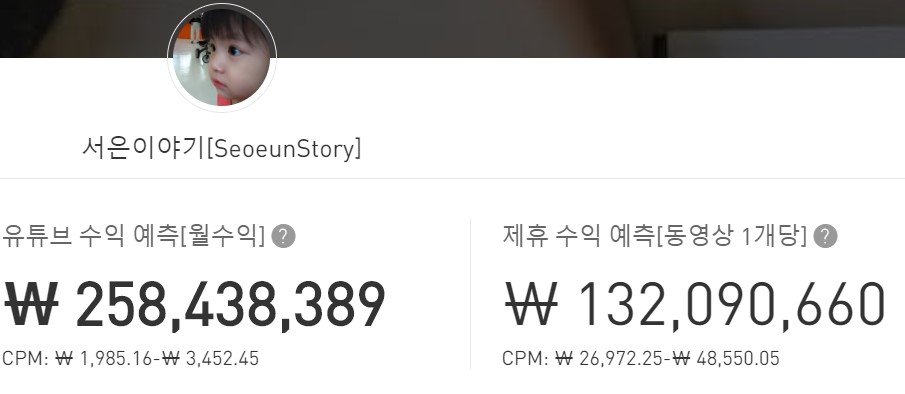 서은이야기[SeoeunStory]
유튜브 수익 예측[월수익] ?
₩ 258,438,389
CPM: ₩ 1,985.16-₩ 3,452.45
제휴 수익 예측[동영상 1개당] ?
₩ 132,090,660
CPM: ₩ 26,972.25-₩ 48,550.05